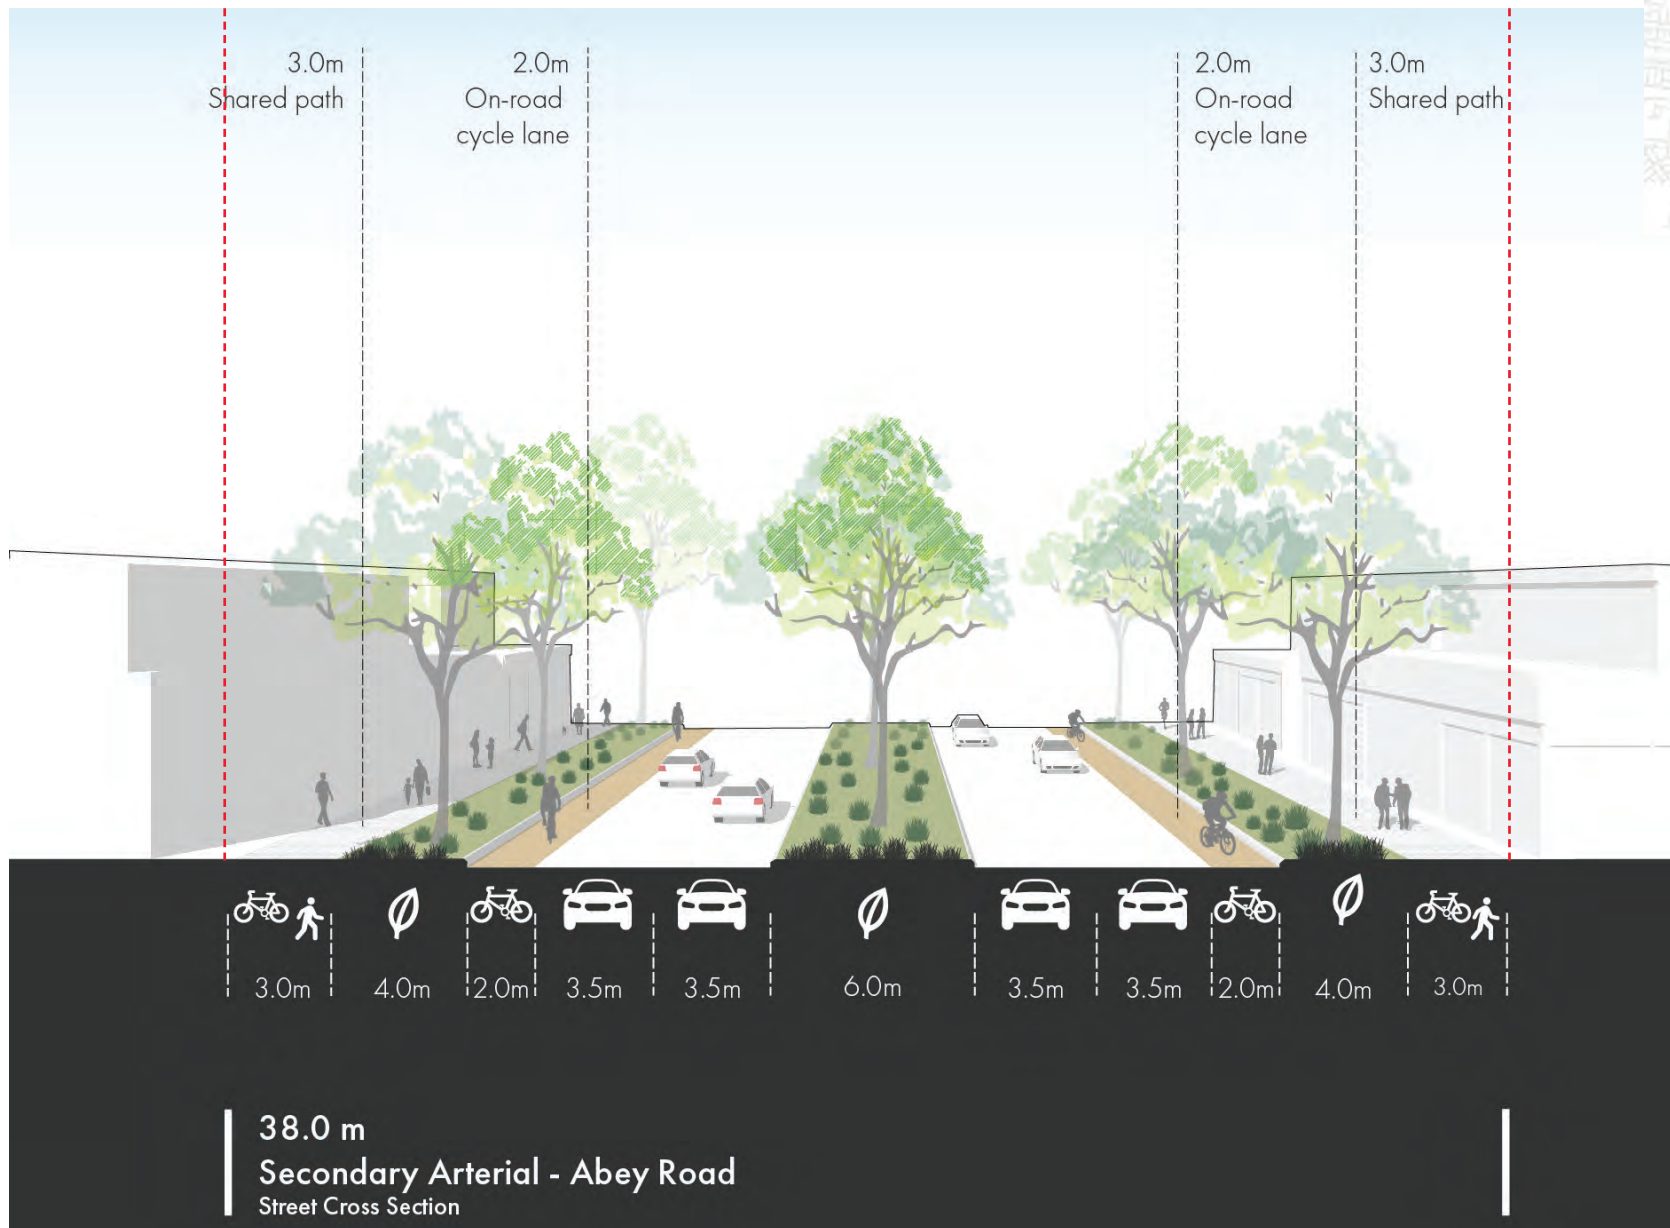 3.0m
Shared path
2.0m
On-road
cycle lane
2.0m
On-road
cycle lane
3.0m
Shared path
3.0m 4.0m 2.0m 3.5m 3.5m 6.0m 3.5m 3.5m 2.0m 4.0m 3.0m
38.0 m
Secondary Arterial - Abey Road
Street Cross Section